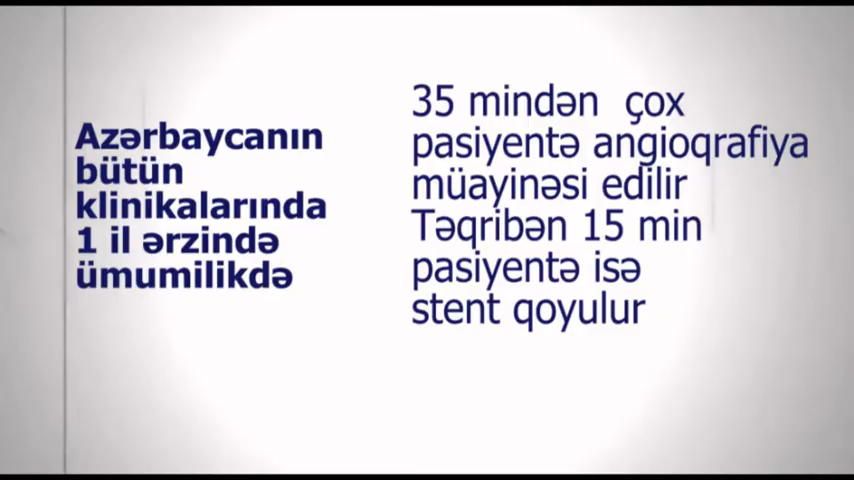 Azərbaycanın
bütün
klinikalarında
1 il ərzində
ümumilikdə
35 mindən çox
pasiyentə angioqrafiya
müayinəsi edilir
Təqribən 15 min
pasiyentə isə
stent qoyulur